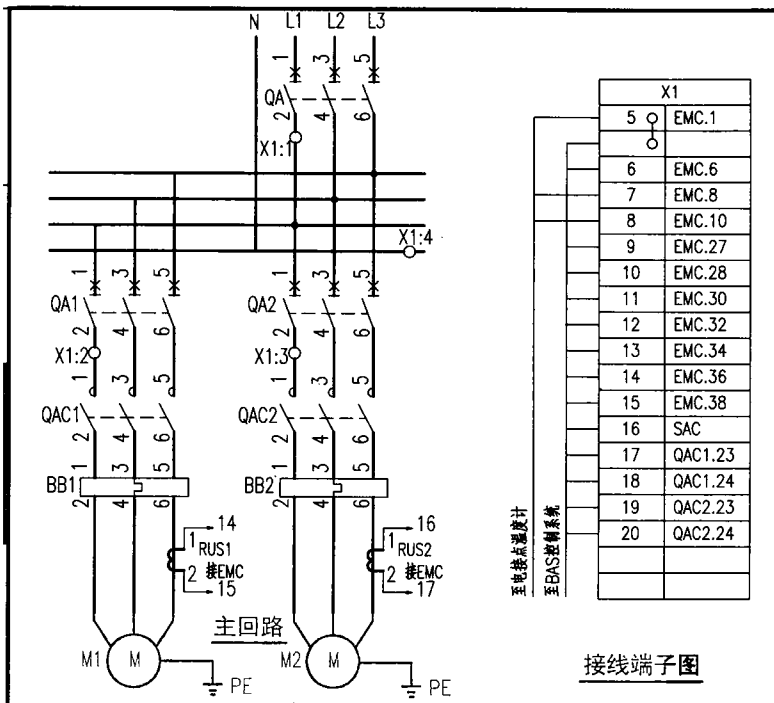 N L1 L2 L3
1 3 5
QA
2 4 6
X1:1
X1:4
1 3 5 1 3 5
QA1 QA2
2 4 6 2 4 6
X1:2 X1:3
1 3 5 1 3 5
QAC1 QAC2
2 4 6 2 4 6
1 3 5 1 3 5
BB1 BB2
2 4 6 2 4 6
14 16
1 RUS1 1 RUS2
2 接EMC 2 接EMC
15 17
主回路
M1 M M2 M
PE PE
X1
5 EMC.1
6 EMC.6
7 EMC.8
8 EMC.10
9 EMC.27
10 EMC.28
11 EMC.30
12 EMC.32
13 EMC.34
14 EMC.36
15 EMC.38
16 SAC
17 QAC1.23
18 QAC1.24
19 QAC2.23
20 QAC2.24
至电接点温度计
至BAS控制系统
接线端子图